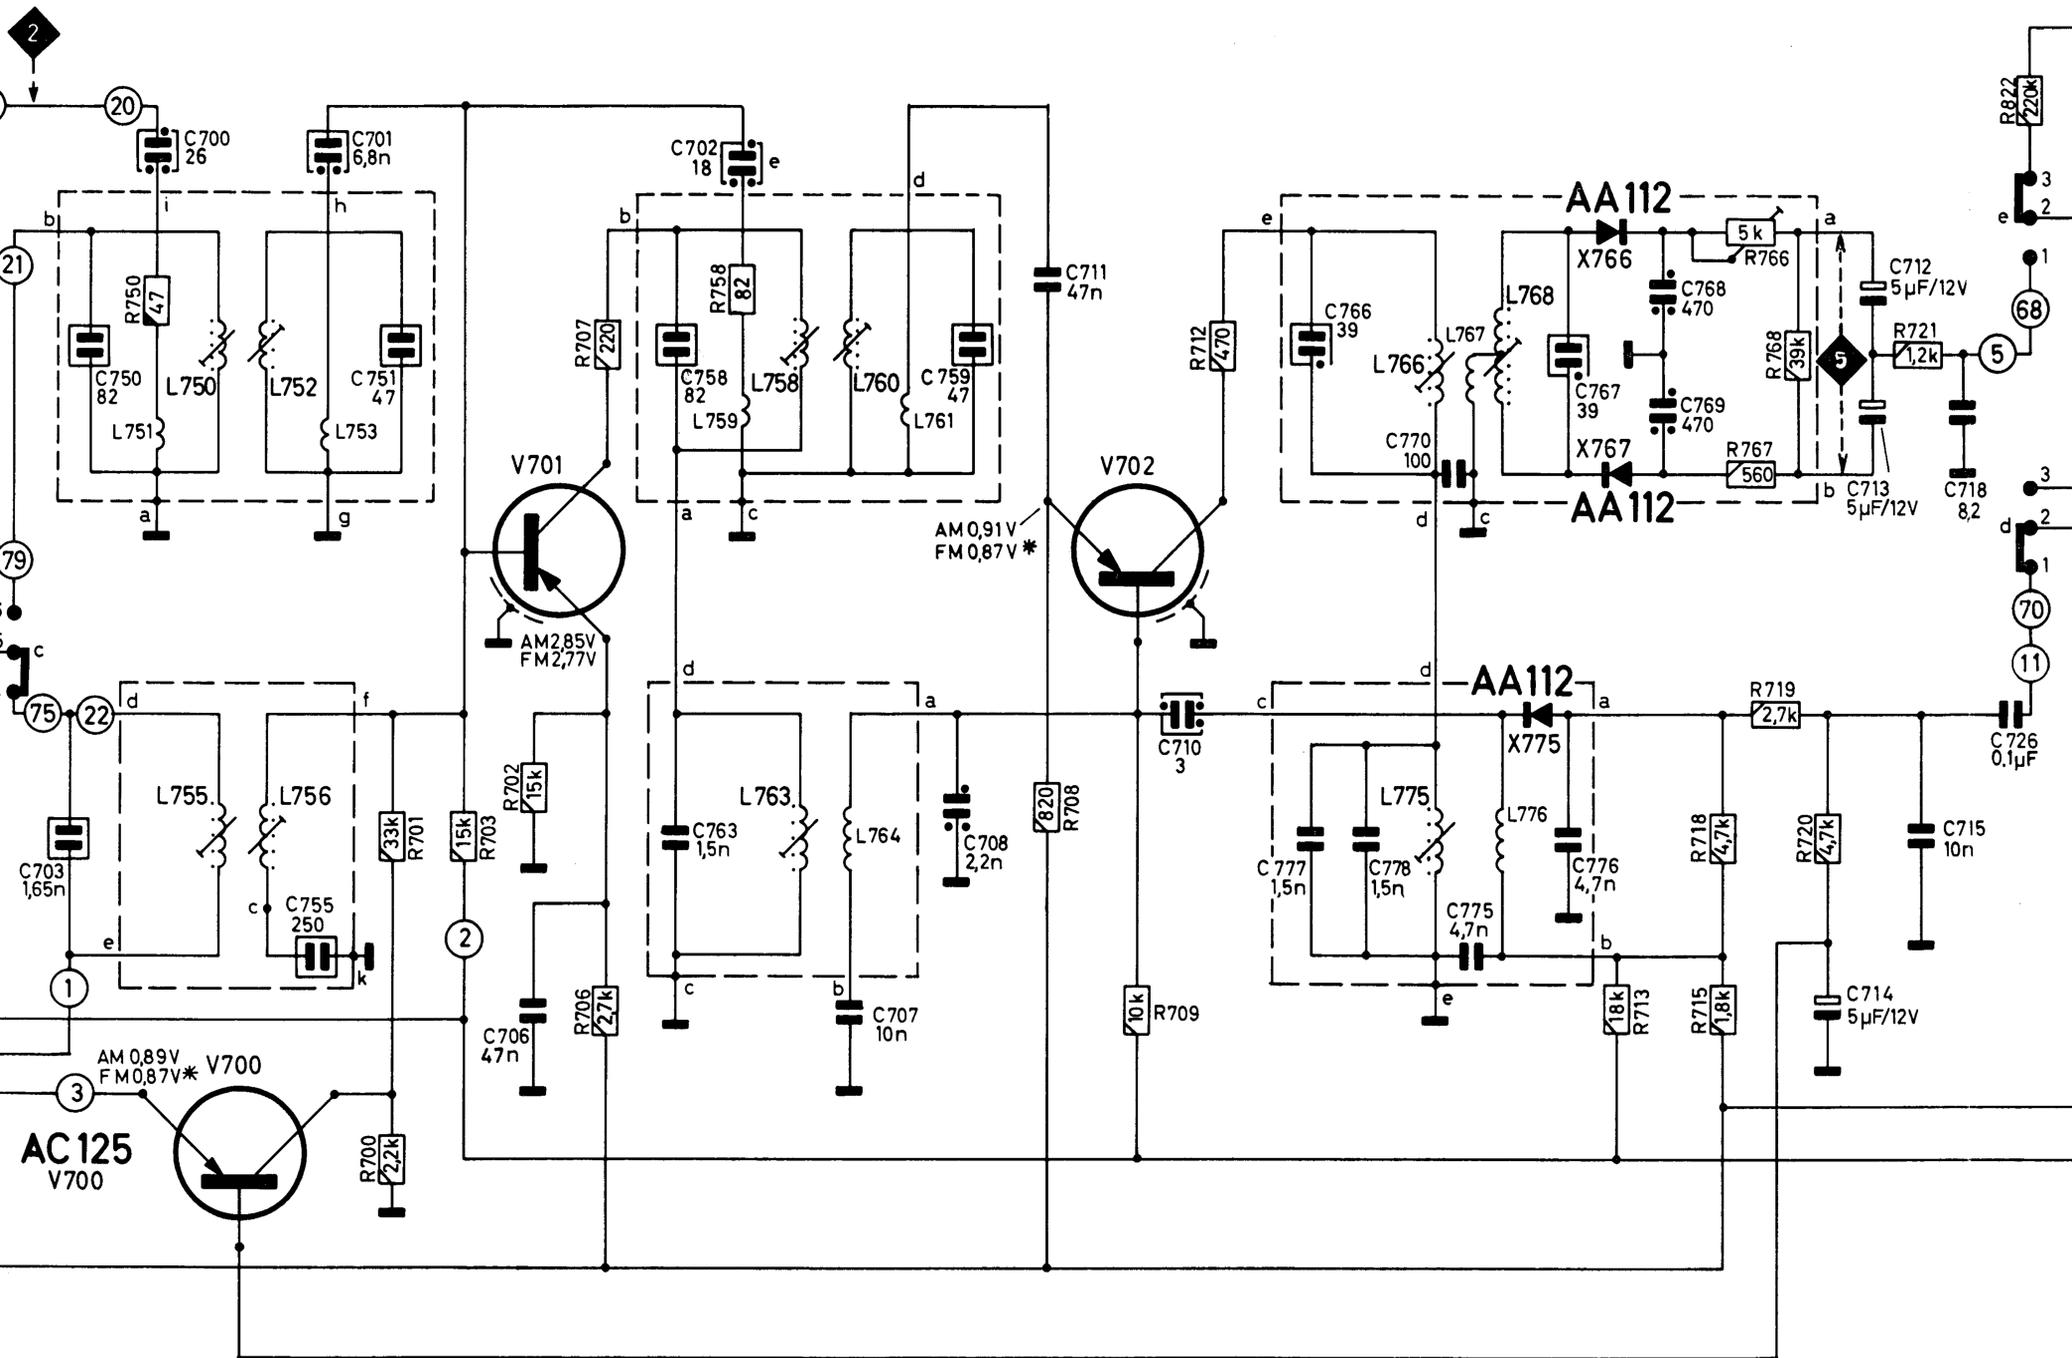 2
20
C700
26
C701
6,8n
C702
18
e
d
R822
220k
3
2
e
1
i
h
b
b
e
AA112
a
X766
5k
R766
21
R750
47
C750
82
L750
L751
L752
C751
47
L753
R707
220
R758
82
C758
82
L758
L759
L760
C759
47
L761
C711
47n
R712
470
C766
39
L766
L767
L768
C767
39
C768
470
C769
470
C770
100
R768
39k
5
C712
5µF/12V
R721
1,2k
5
68
X767
AA112
R767
560
b
C713
5µF/12V
C718
8,2
3
d
2
1
a
g
V701
a
c
V702
d
c
AM 0,91V
FM 0,87V*
AM 2,85V
FM 2,77V
79
c
75
22
d
f
d
a
c
d
AA112
X775
a
70
11
R719
2,7k
C726
0,1µF
C710
3
L755
L756
C703
1,65n
c
C755
250
e
k
1
R701
33k
R703
15k
2
R702
15k
C763
1,5n
L763
L764
C708
2,2n
820
R708
L775
L776
C777
1,5n
C778
1,5n
C775
4,7n
C776
4,7n
b
e
R718
4,7k
R720
4,7k
C715
10n
C706
47n
R706
2,7k
c
b
C707
10n
10k
R709
18k
R713
R715
1,8k
C714
5µF/12V
AM 0,89V
FM 0,87V*
V700
3
AC125
V700
R700
2,2k